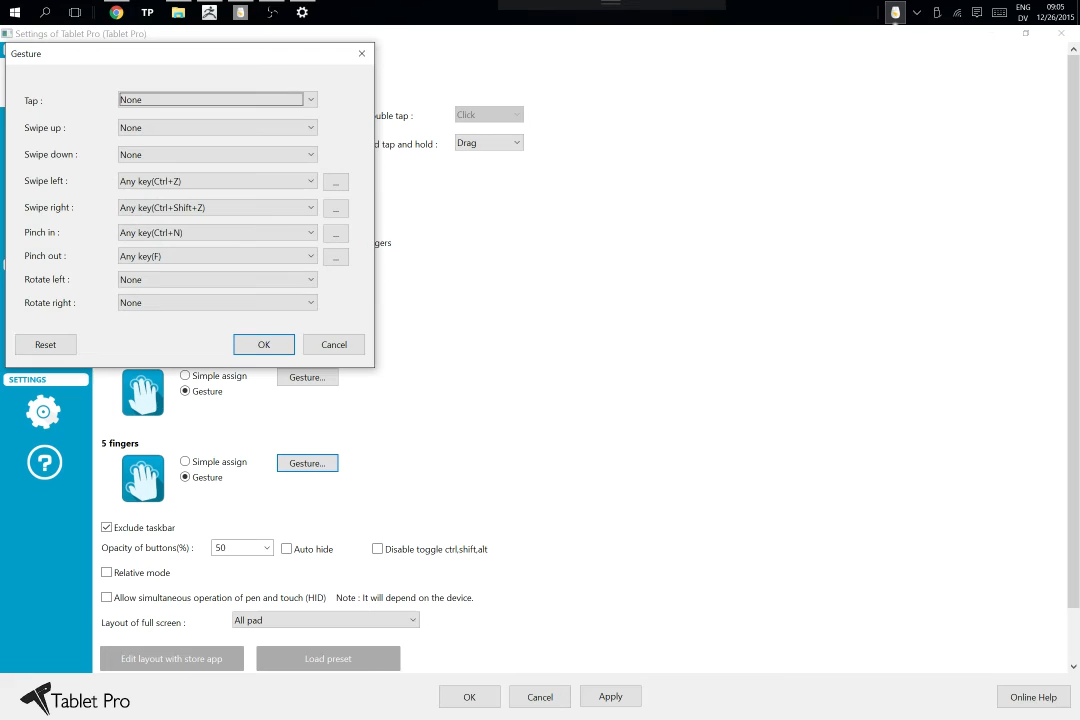 TP
ENG
DV
09:05
12/26/2015
Settings of Tablet Pro (Tablet Pro)
Gesture
Tap : None
Swipe up : None
Swipe down : None
Swipe left : Any key(Ctrl+Z) ...
Swipe right : Any key(Ctrl+Shift+Z) ...
Pinch in : Any key(Ctrl+N) ...
Pinch out : Any key(F) ...
Rotate left : None
Rotate right : None
Reset OK Cancel
uble tap : Click
d tap and hold : Drag
gers
SETTINGS
?
Simple assign
Gesture
Gesture...
5 fingers
Simple assign
Gesture
Gesture...
Exclude taskbar
Opacity of buttons(%) : 50 Auto hide Disable toggle ctrl,shift,alt
Relative mode
Allow simultaneous operation of pen and touch (HID) Note : It will depend on the device.
Layout of full screen : All pad
Edit layout with store app Load preset
Tablet Pro
OK Cancel Apply Online Help